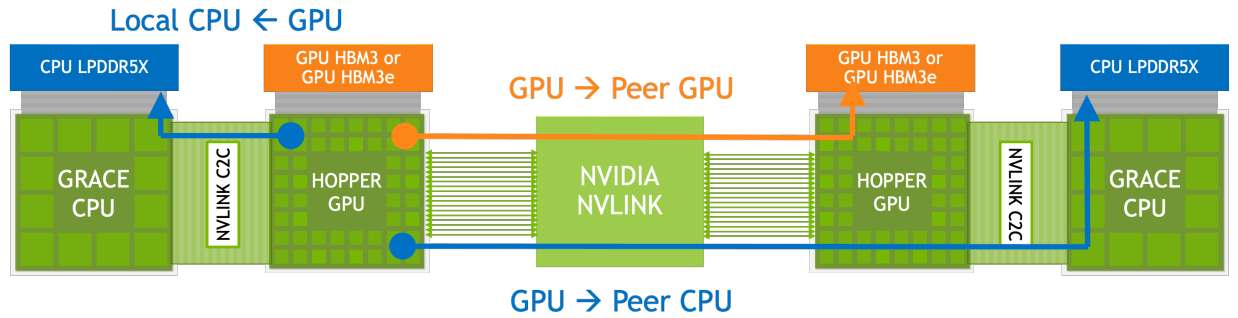 Local CPU ← GPU
CPU LPDDR5X
GPU HBM3 or
GPU HBM3e
GPU → Peer GPU
GPU HBM3 or
GPU HBM3e
CPU LPDDR5X
GRACE
CPU
NVLINK C2C
HOPPER
GPU
NVIDIA
NVLINK
HOPPER
GPU
NVLINK C2C
GRACE
CPU
GPU → Peer CPU